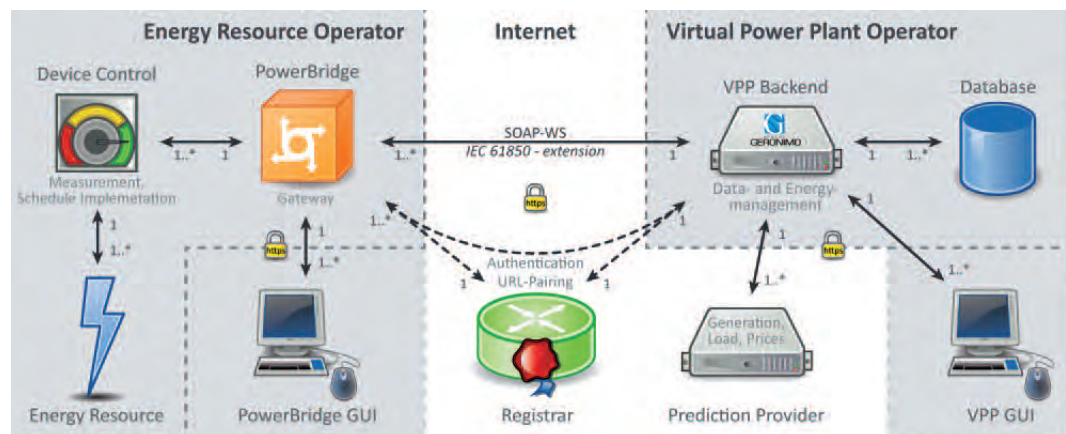 Energy Resource Operator
Internet
Virtual Power Plant Operator
Device Control
PowerBridge
VPP Backend
Database
GERONIMO
SOAP-WS
IEC 61850 - extension
1..*
1
1..*
1
1
1..*
Measurement,
Schedule Implemetation
Gateway
Data- and Energy-
management
https
1
1..*
1
1..*
1..*
1
1
1
https
https
Authentication
URL-Pairing
1
1
1..*
1..*
Generation,
Load, Prices
Energy Resource
PowerBridge GUI
Registrar
Prediction Provider
VPP GUI